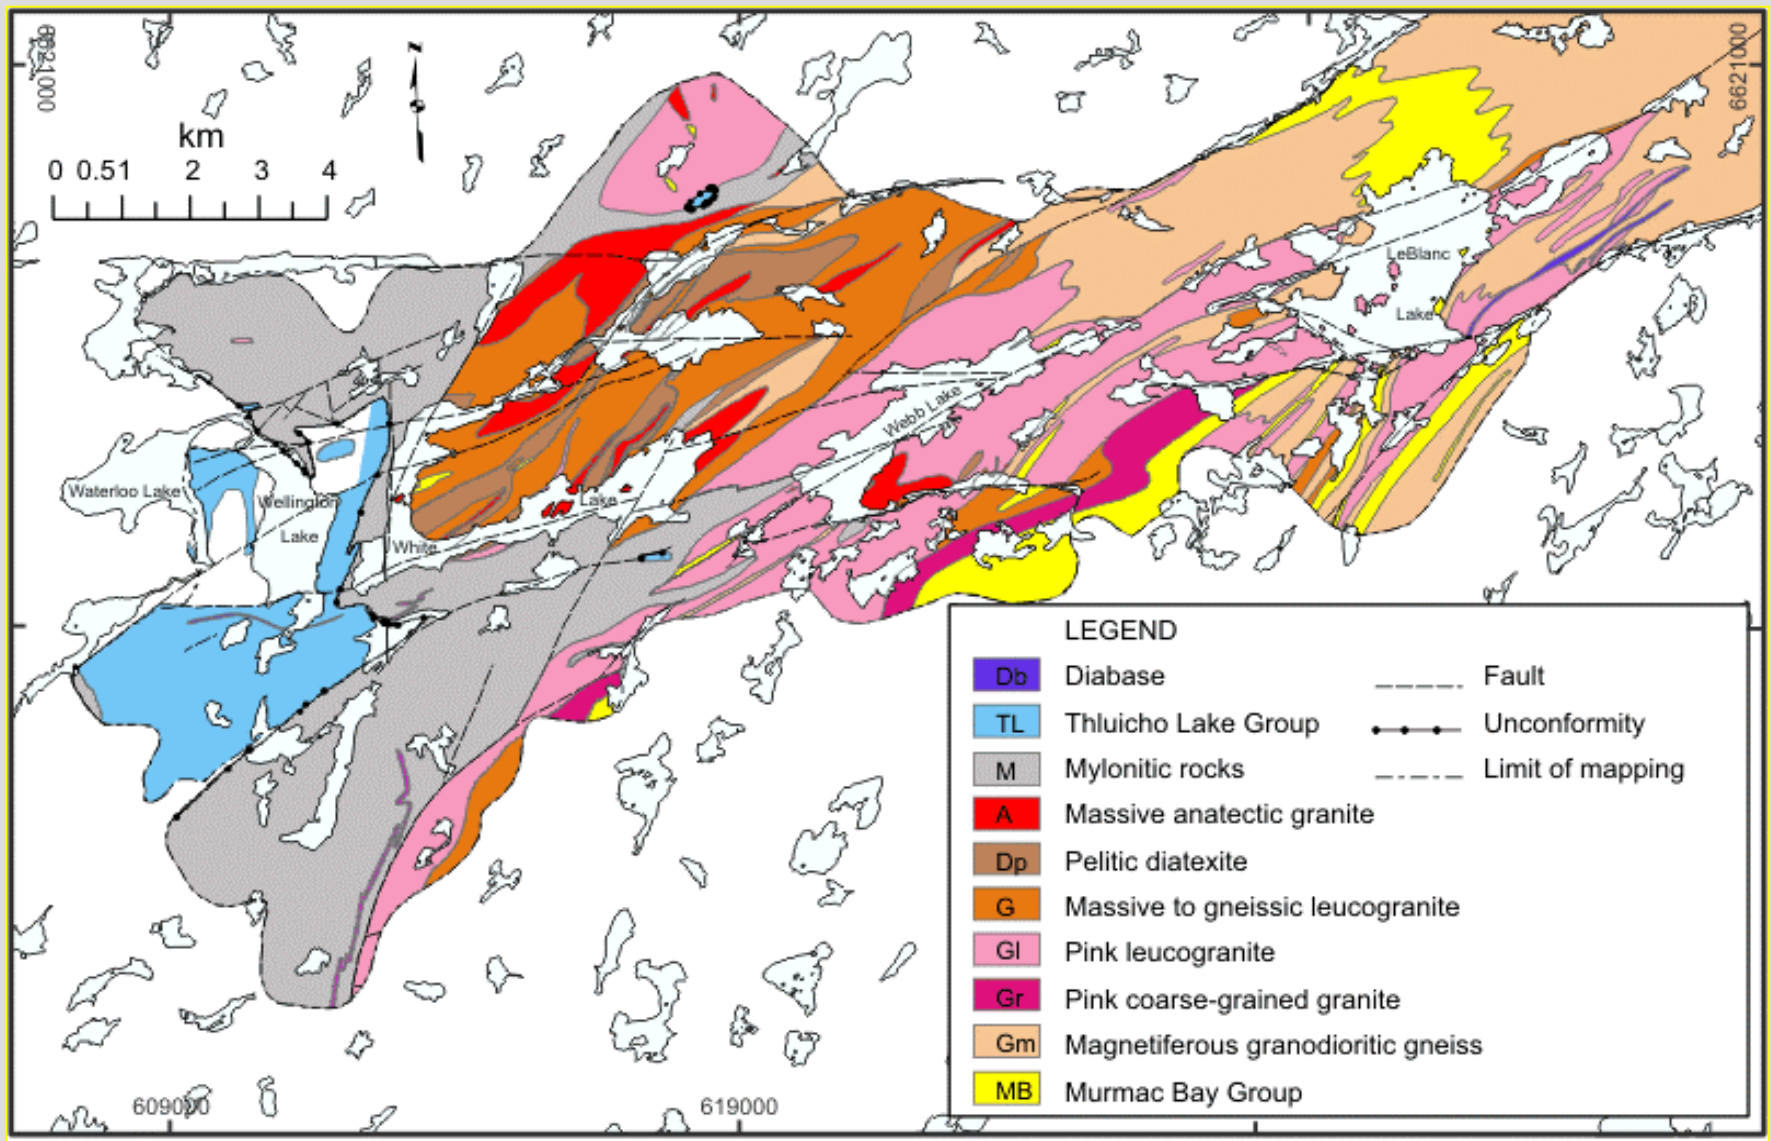 6621000
6621000
N
km
0 0.51 2 3 4
LeBlanc
Lake
Webb Lake
Waterloo Lake
Wellington
Lake
Lake
White
LEGEND
Db Diabase Fault
TL Thluicho Lake Group Unconformity
M Mylonitic rocks Limit of mapping
A Massive anatectic granite
Dp Pelitic diatexite
G Massive to gneissic leucogranite
Gl Pink leucogranite
Gr Pink coarse-grained granite
Gm Magnetiferous granodioritic gneiss
MB Murmac Bay Group
609000 619000